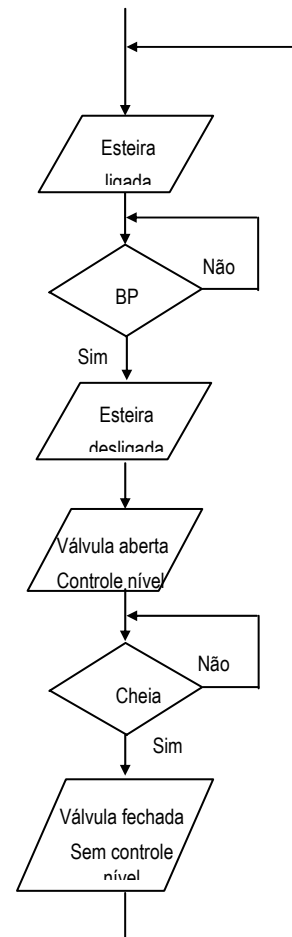 Esteira
ligada
Não
BP
Sim
Esteira
desligada
Válvula aberta
Controle nível
Não
Cheia
Sim
Válvula fechada
Sem controle
nível